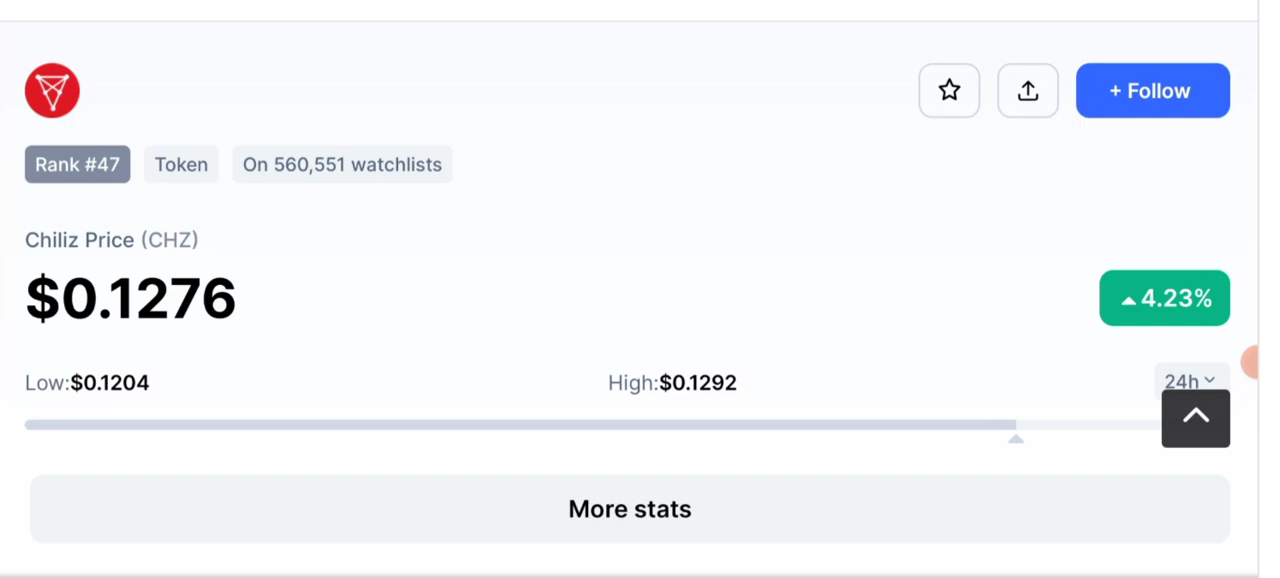 + Follow
Rank #47 Token On 560,551 watchlists
Chiliz Price (CHZ)
$0.1276 4.23%
Low:$0.1204 High:$0.1292 24h
More stats